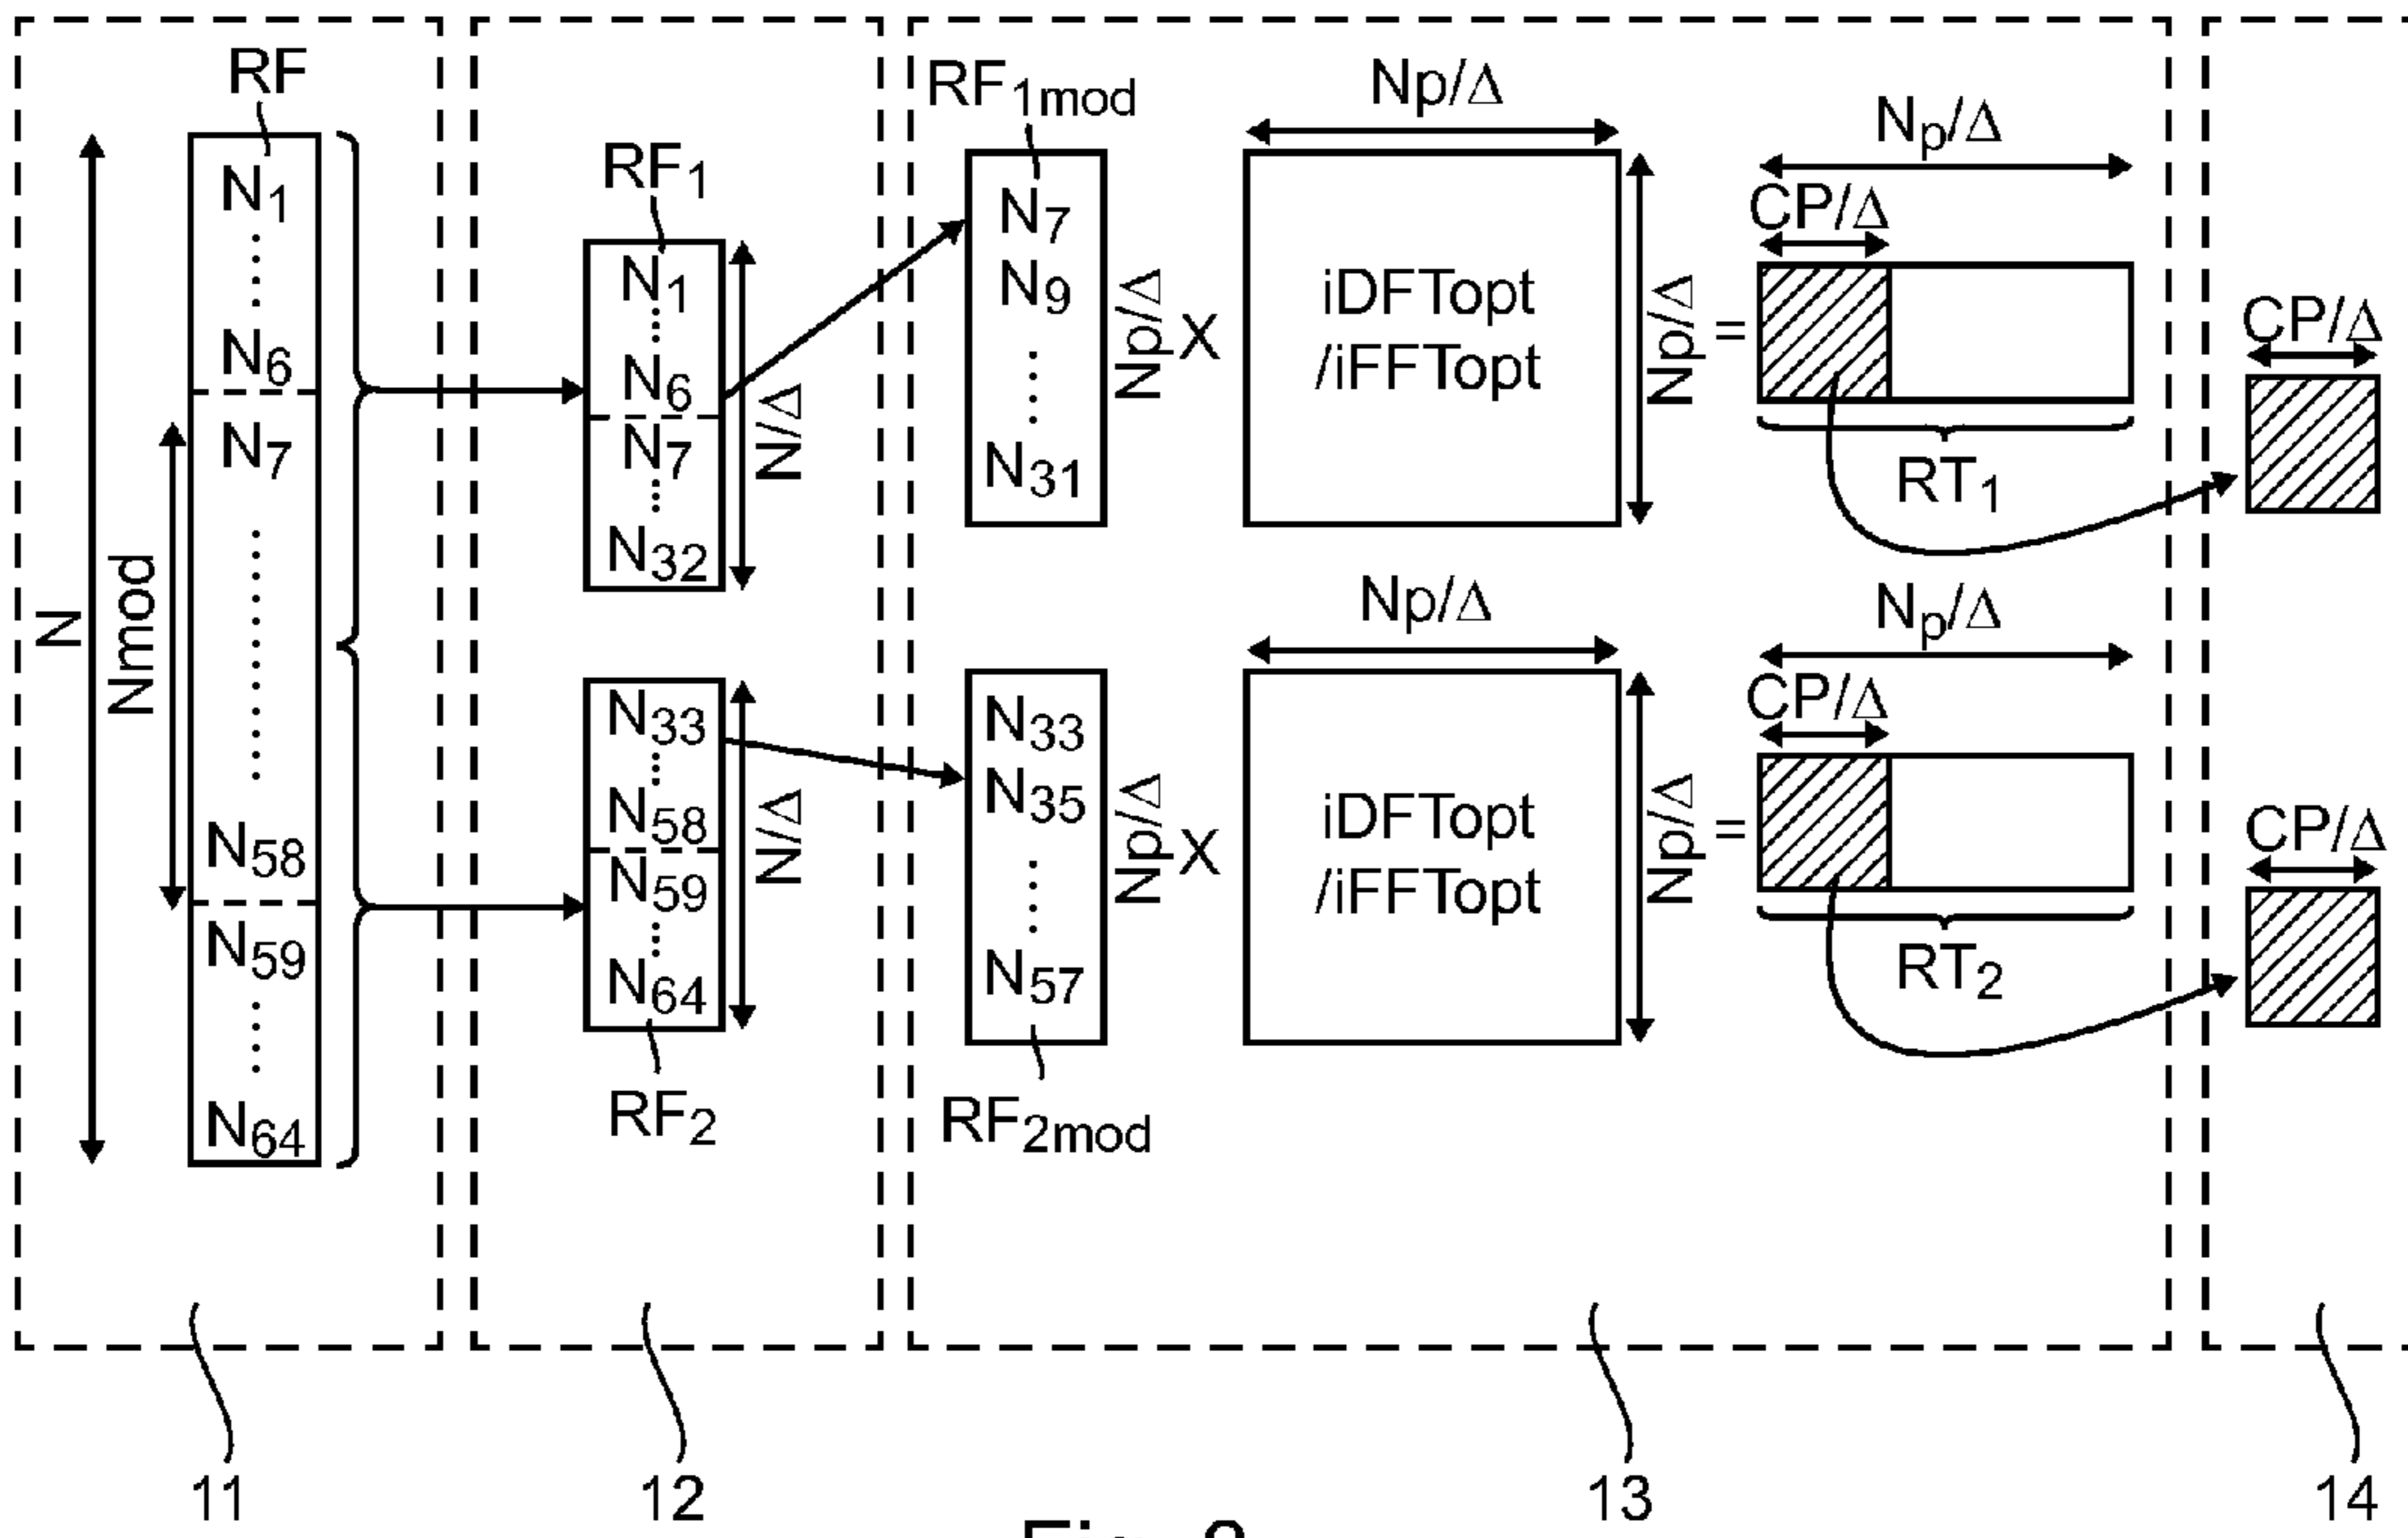 RF
N1
N6
N7
N58
N59
N64
N
Nmod
RF1
N1
N6
N7
N32
N/Δ
N33
N58
N59
N64
N/Δ
RF2
RF1mod
N7
N9
N31
Np/Δ
X
Np/Δ
iDFTopt
/iFFTopt
Np/Δ
=
Np/Δ
CP/Δ
RT1
CP/Δ
N33
N35
N57
RF2mod
Np/Δ
X
Np/Δ
iDFTopt
/iFFTopt
Np/Δ
=
Np/Δ
CP/Δ
RT2
CP/Δ
11
12
13
14